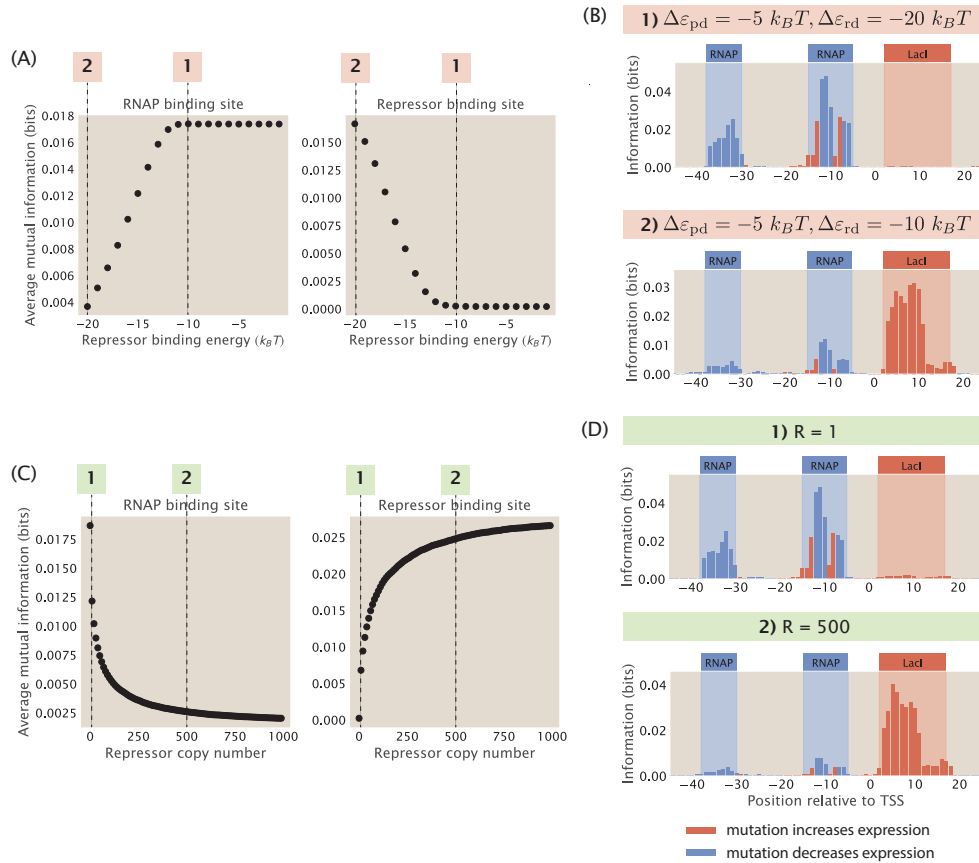 (A)
2
1
RNAP binding site
Average mutual information (bits)
0.018
0.016
0.014
0.012
0.010
0.008
0.006
0.004
−20
−15
−10
−5
Repressor binding energy (k_BT)
2
1
Repressor binding site
0.0150
0.0125
0.0100
0.0075
0.0050
0.0025
0.0000
−20
−15
−10
−5
Repressor binding energy (k_BT)
(B)
1) Δε_pd = −5 k_BT, Δε_rd = −20 k_BT
RNAP
RNAP
LacI
Information (bits)
0.04
0.02
0.00
−40
−30
−20
−10
0
10
20
2) Δε_pd = −5 k_BT, Δε_rd = −10 k_BT
RNAP
RNAP
LacI
Information (bits)
0.03
0.02
0.01
0.00
−40
−30
−20
−10
0
10
20
(C)
1
2
RNAP binding site
Average mutual information (bits)
0.0175
0.0150
0.0125
0.0100
0.0075
0.0050
0.0025
0
250
500
750
1000
Repressor copy number
1
2
Repressor binding site
0.025
0.020
0.015
0.010
0.005
0.000
0
250
500
750
1000
Repressor copy number
(D)
1) R = 1
RNAP
RNAP
LacI
Information (bits)
0.04
0.02
0.00
−40
−30
−20
−10
0
10
20
2) R = 500
RNAP
RNAP
LacI
Information (bits)
0.04
0.02
0.00
−40
−30
−20
−10
0
10
20
Position relative to TSS
mutation increases expression
mutation decreases expression